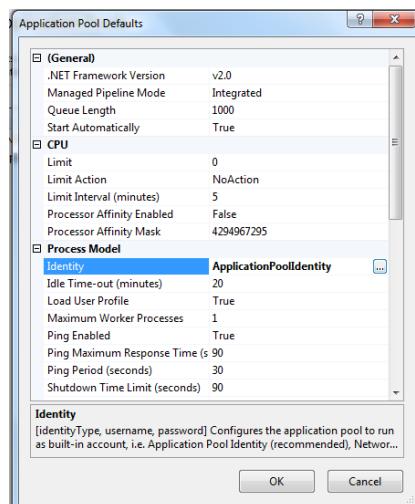 Application Pool Defaults
(General)
.NET Framework Version v2.0
Managed Pipeline Mode Integrated
Queue Length 1000
Start Automatically True
CPU
Limit 0
Limit Action NoAction
Limit Interval (minutes) 5
Processor Affinity Enabled False
Processor Affinity Mask 4294967295
Process Model
Identity ApplicationPoolIdentity ...
Idle Time-out (minutes) 20
Load User Profile True
Maximum Worker Processes 1
Ping Enabled True
Ping Maximum Response Time (s 90
Ping Period (seconds) 30
Shutdown Time Limit (seconds) 90
Identity
[identityType, username, password] Configures the application pool to run
as built-in account, i.e. Application Pool Identity (recommended), Networ...
OK Cancel